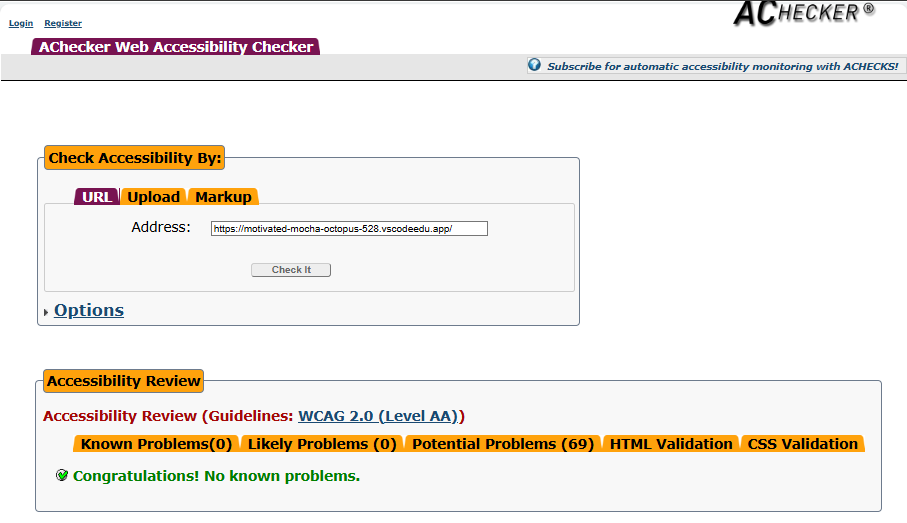 ACHECKER ®
Login Register
AChecker Web Accessibility Checker
Subscribe for automatic accessibility monitoring with ACHECKS!
Check Accessibility By:
URL Upload Markup
Address: https://motivated-mocha-octopus-528.vscodeedu.app/
Check It
Options
Accessibility Review
Accessibility Review (Guidelines: WCAG 2.0 (Level AA))
Known Problems(0) Likely Problems (0) Potential Problems (69) HTML Validation CSS Validation
Congratulations! No known problems.